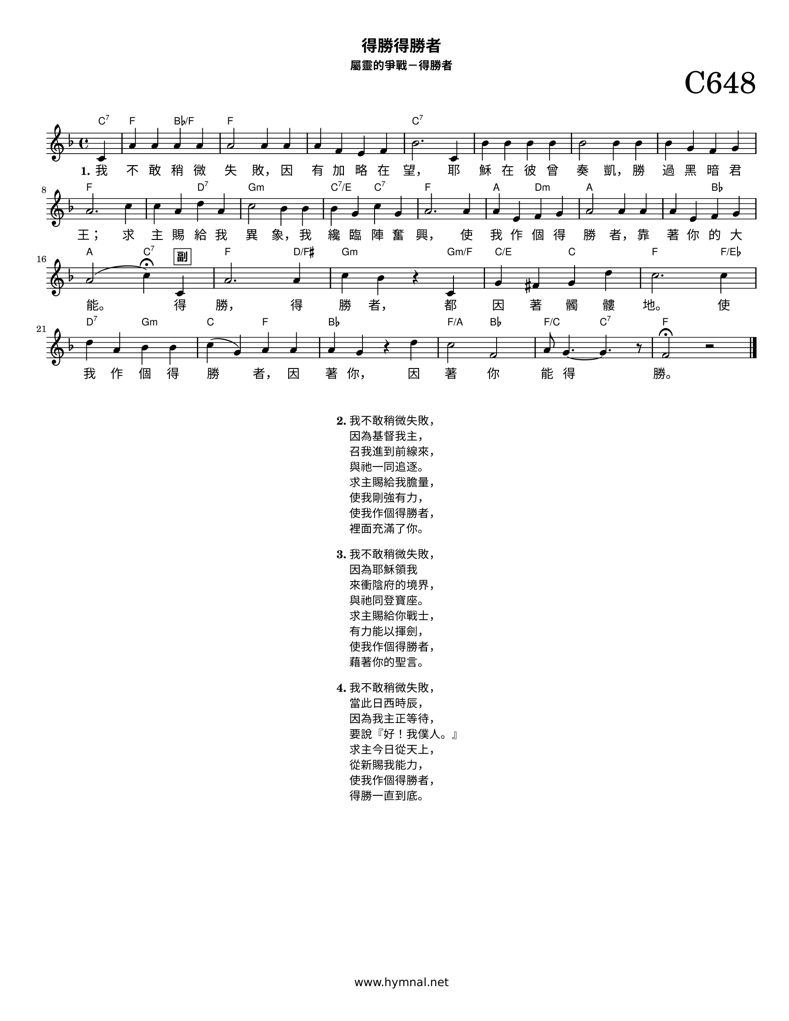 得勝得勝者
屬靈的爭戰－得勝者
C648
C7 F B♭/F F C7
1. 我 不 敢 稍 微 失 敗，因 有 加 略 在 望， 耶 穌 在 彼 曾 奏 凱，勝 過 黑 暗 君
8 F D7 Gm C7/E C7 F A Dm A B♭
王； 求 主 賜 給 我 異 象，我 纔 臨 陣 奮 興， 使 我 作 個 得 勝 者，靠 著 你 的 大
16 A C7 副 F D/F# Gm Gm/F C/E C F F/E♭
能。 得 勝， 得 勝 者， 都 因 著 髑 髏 地。 使
21 D7 Gm C F B♭ F/A B♭ F/C C7 F
我 作 個 得 勝 者，因 著 你， 因 著 你 能 得 勝。
2. 我不敢稍微失敗，
因為基督我主，
召我進到前線來，
與祂一同追逐。
求主賜給我膽量，
使我剛強有力，
使我作個得勝者，
裡面充滿了你。
3. 我不敢稍微失敗，
因為耶穌領我
來衝陰府的境界，
與祂同登寶座。
求主賜給你戰士，
有力能以揮劍，
使我作個得勝者，
藉著你的聖言。
4. 我不敢稍微失敗，
當此日西時辰，
因為我主正等待，
要說『好！我僕人。』
求主今日從天上，
從新賜我能力，
使我作個得勝者，
得勝一直到底。
www.hymnal.net